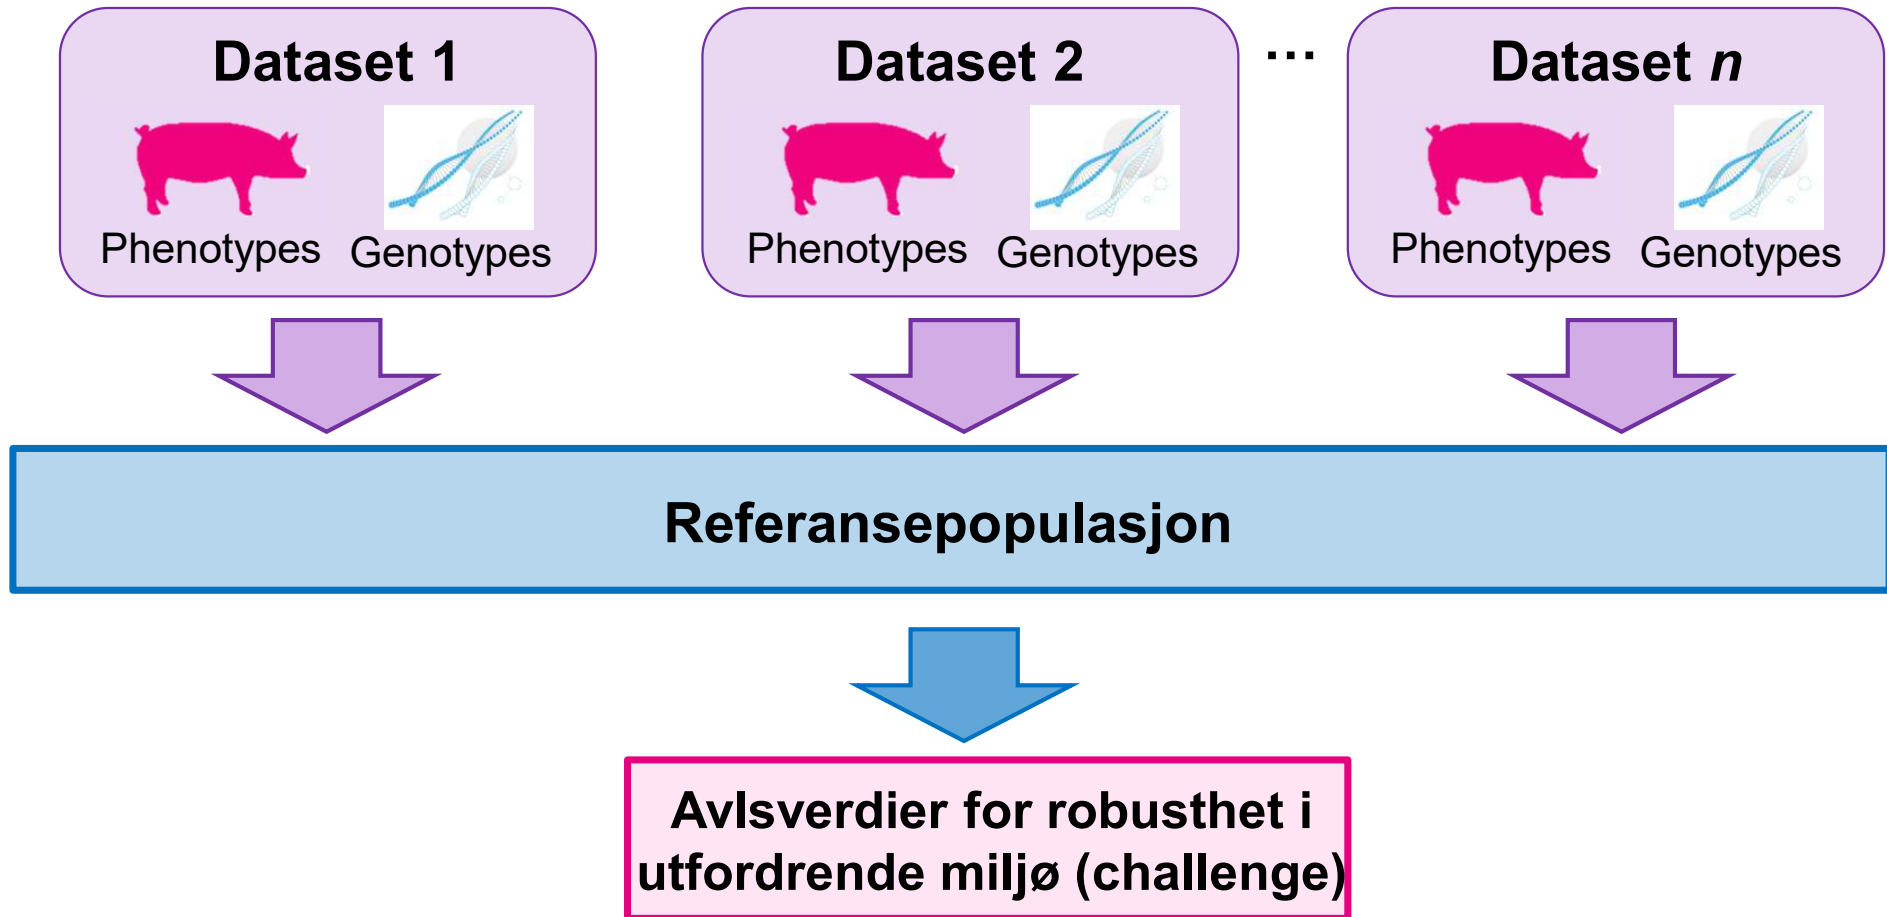 Dataset 1
Phenotypes Genotypes
Dataset 2
Phenotypes Genotypes
...
Dataset n
Phenotypes Genotypes
Referansepopulasjon
Avlsverdier for robusthet i
utfordrende miljø (challenge)